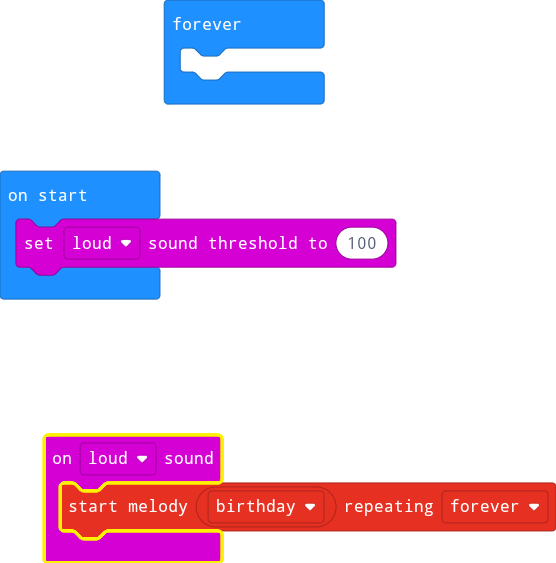 forever
on start
set loud sound threshold to 100
on loud sound
start melody birthday repeating forever